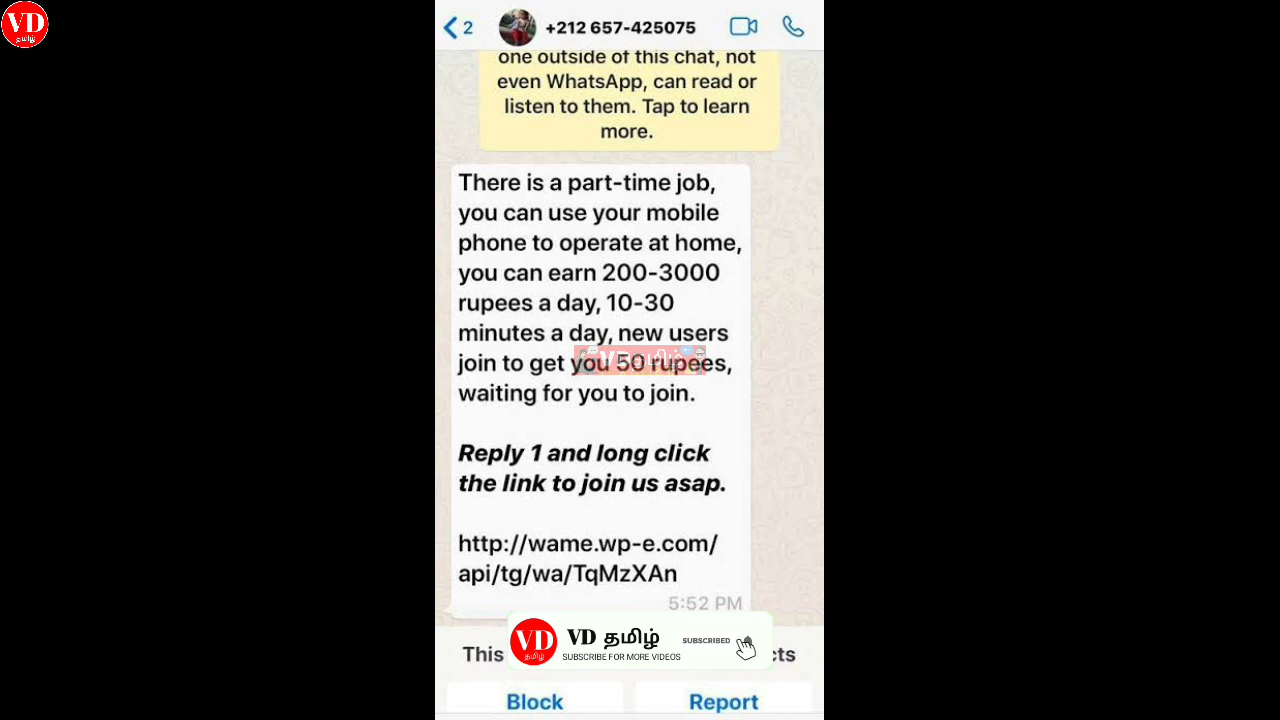 VD
தமிழ்
2
+212 657-425075
one outside of this chat, not
even WhatsApp, can read or
listen to them. Tap to learn
more.
There is a part-time job,
you can use your mobile
phone to operate at home,
you can earn 200-3000
rupees a day, 10-30
minutes a day, new users
join to get you 50 rupees,
waiting for you to join.
VD தமிழ்
Reply 1 and long click
the link to join us asap.
http://wame.wp-e.com/
api/tg/wa/TqMzXAn
5:52 PM
This
cts
VD
தமிழ்
VD தமிழ்
SUBSCRIBED
SUBSCRIBE FOR MORE VIDEOS
Block
Report